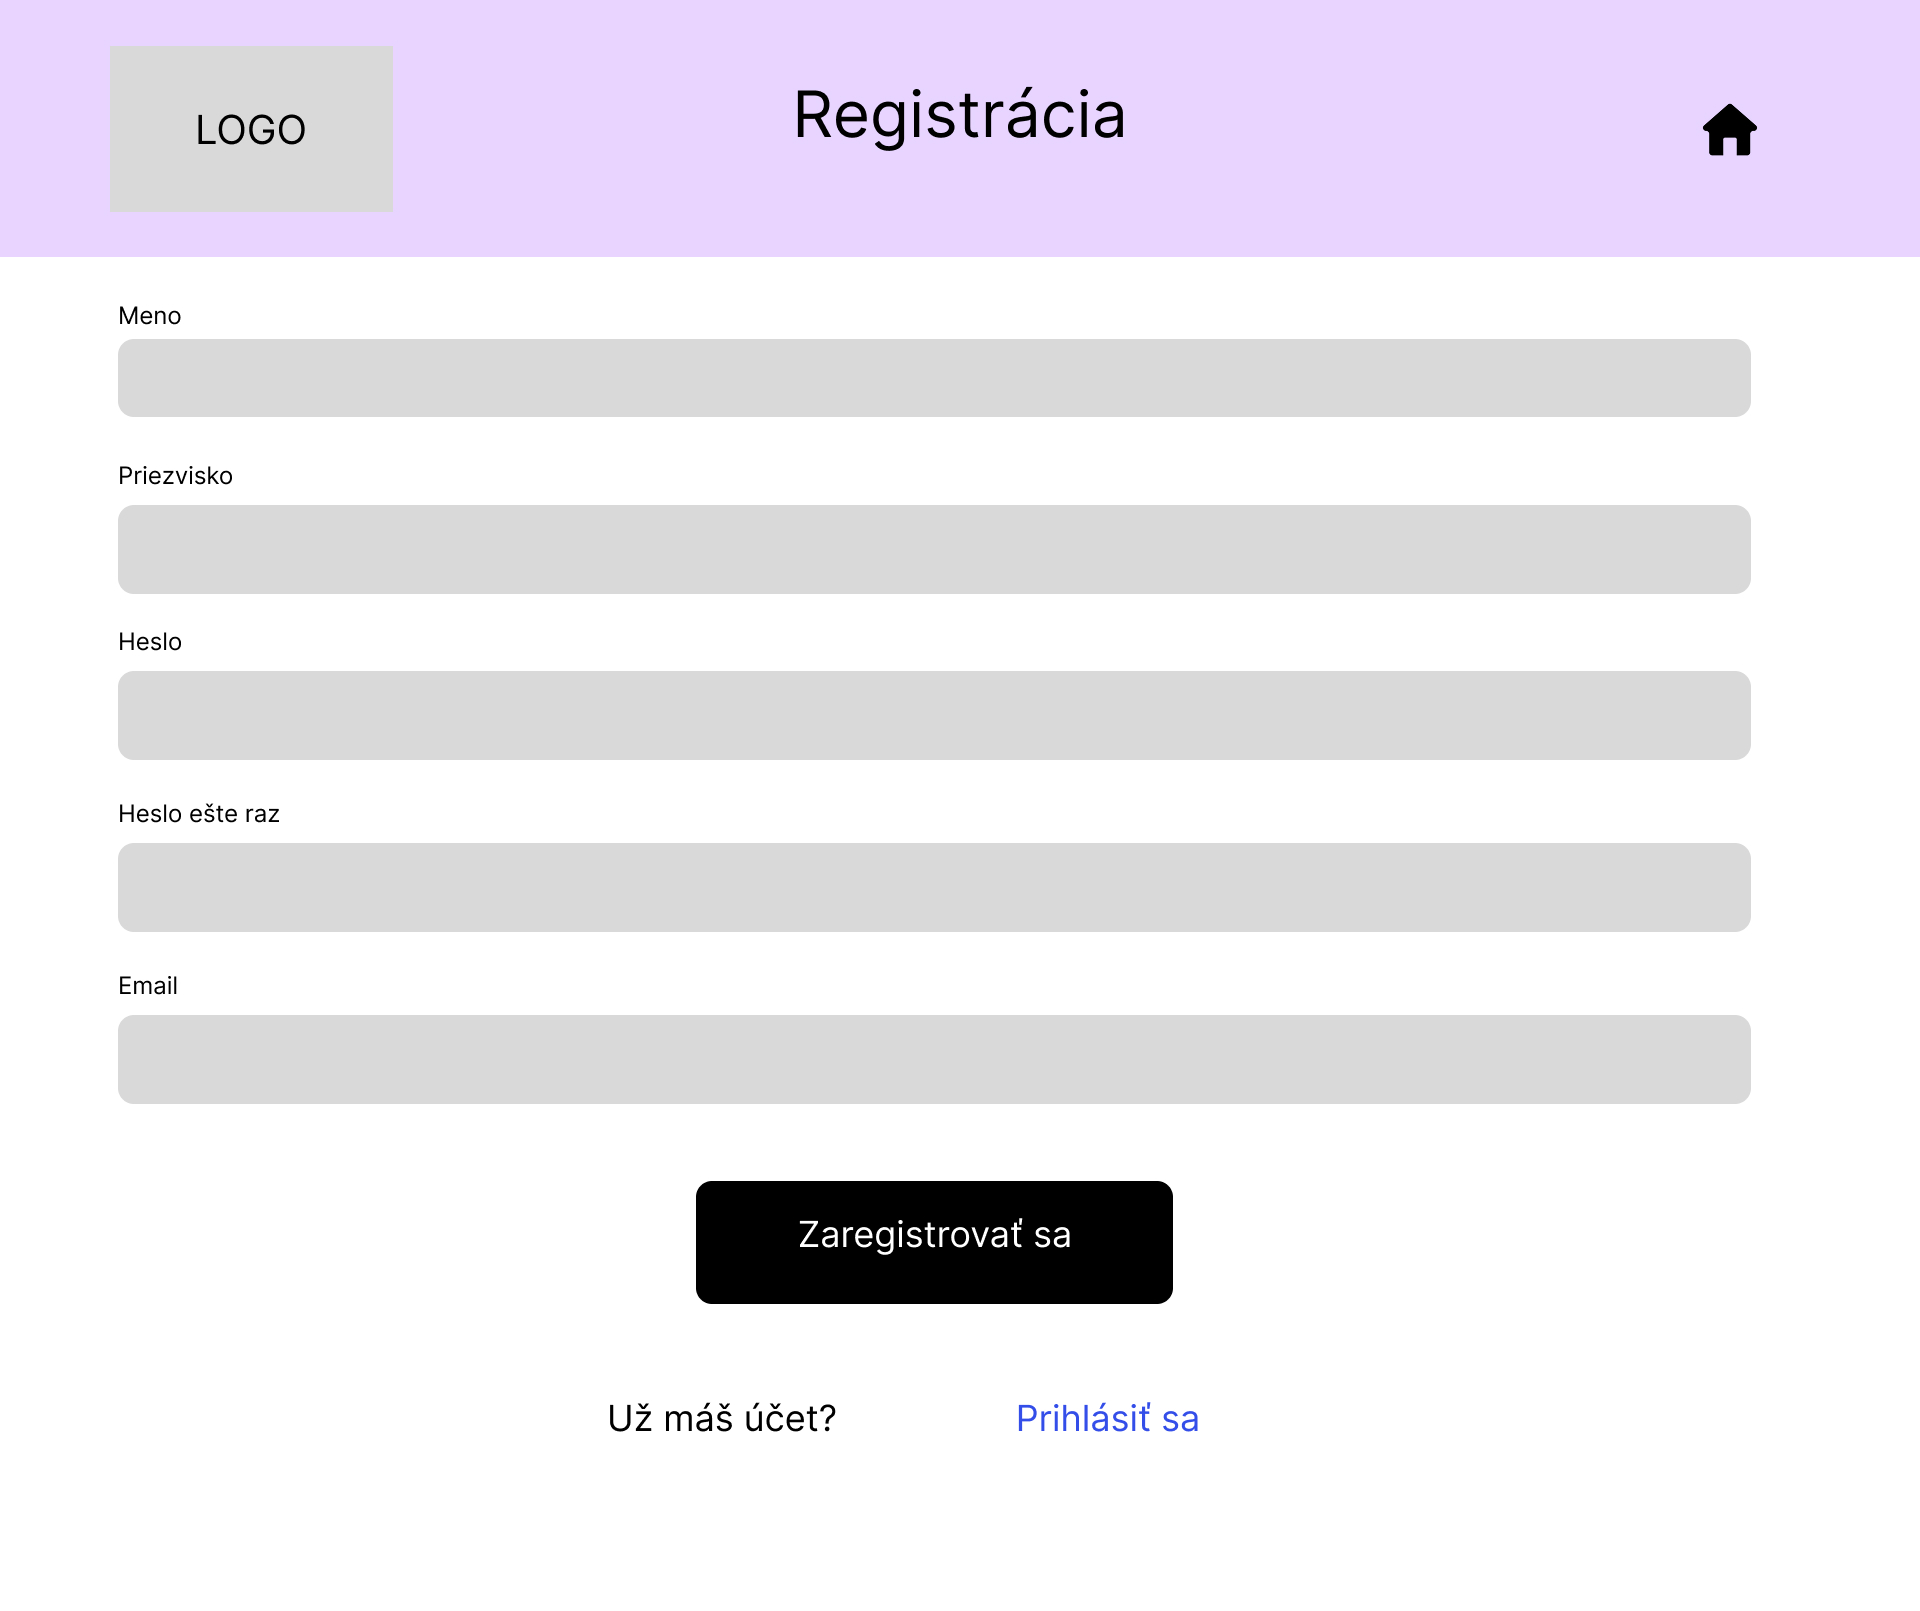 LOGO
Registrácia
Meno
Priezvisko
Heslo
Heslo ešte raz
Email
Zaregistrovať sa
Už máš účet?
Prihlásiť sa